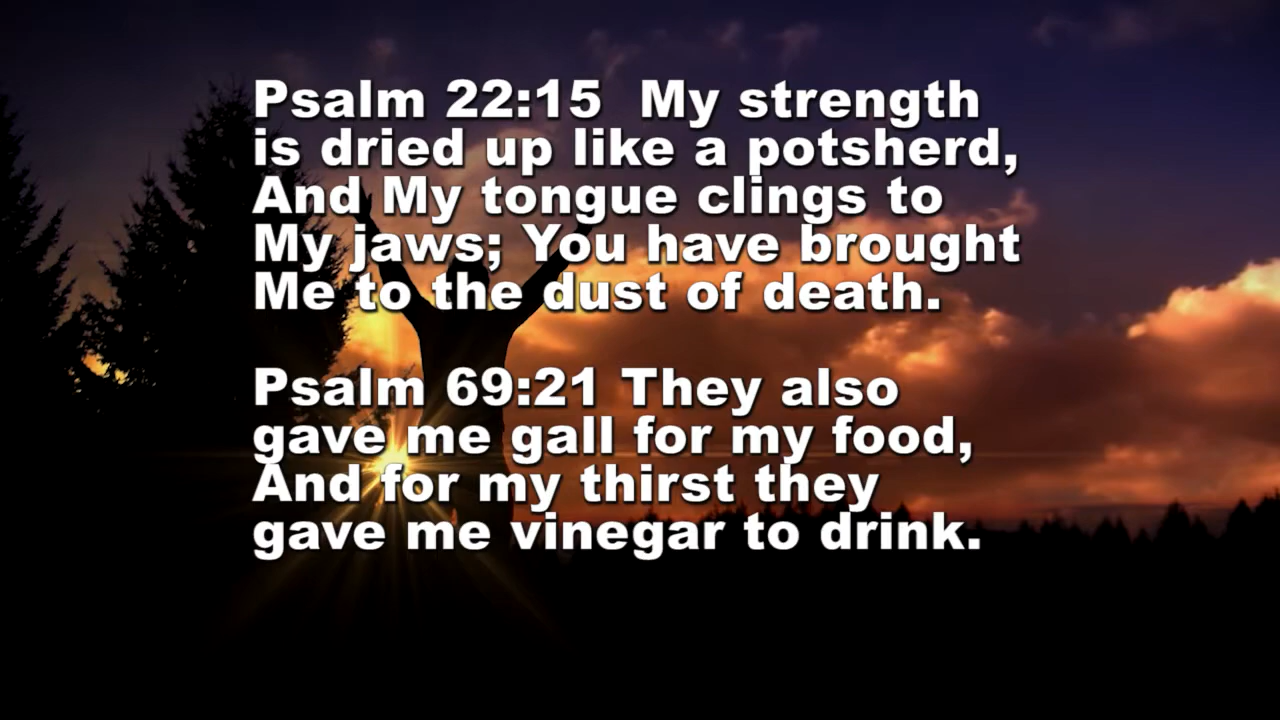 Psalm 22:15  My strength
is dried up like a potsherd,
And My tongue clings to
My jaws; You have brought
Me to the dust of death.
Psalm 69:21 They also
gave me gall for my food,
And for my thirst they
gave me vinegar to drink.